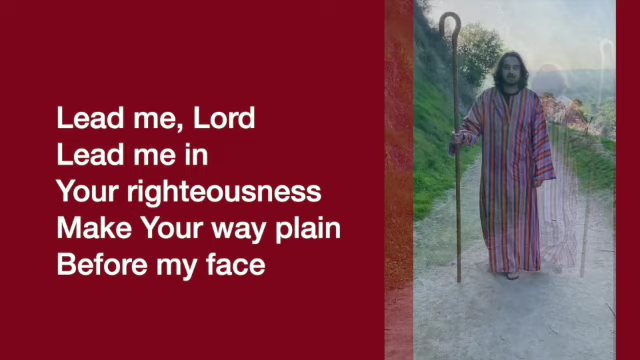 Lead me, Lord
Lead me in
Your righteousness
Make Your way plain
Before my face